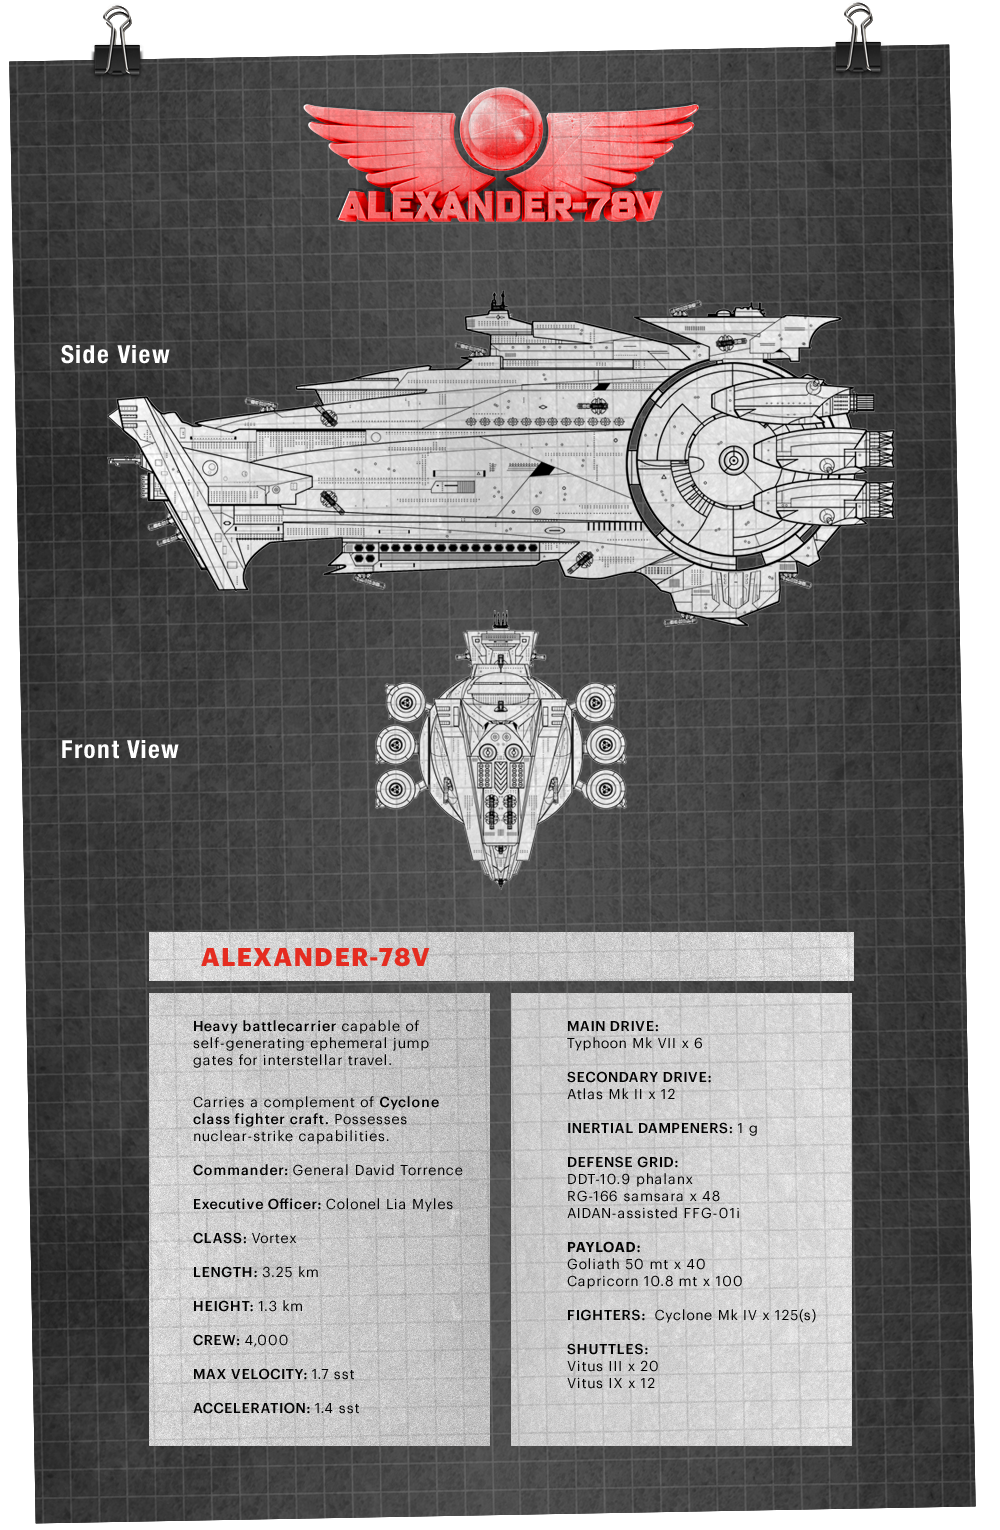 ALEXANDER-78V
Side View
Front View
ALEXANDER-78V
Heavy battlecarrier capable of
self-generating ephemeral jump
gates for interstellar travel.
Carries a complement of Cyclone
class fighter craft. Possesses
nuclear-strike capabilities.
Commander: General David Torrence
Executive Officer: Colonel Lia Myles
CLASS: Vortex
LENGTH: 3.25 km
HEIGHT: 1.3 km
CREW: 4,000
MAX VELOCITY: 1.7 sst
ACCELERATION: 1.4 sst
MAIN DRIVE:
Typhoon Mk VII x 6
SECONDARY DRIVE:
Atlas Mk II x 12
INERTIAL DAMPENERS: 1 g
DEFENSE GRID:
DDT-10.9 phalanx
RG-166 samsara x 48
AIDAN-assisted FFG-01i
PAYLOAD:
Goliath 50 mt x 40
Capricorn 10.8 mt x 100
FIGHTERS: Cyclone Mk IV x 125(s)
SHUTTLES:
Vitus III x 20
Vitus IX x 12